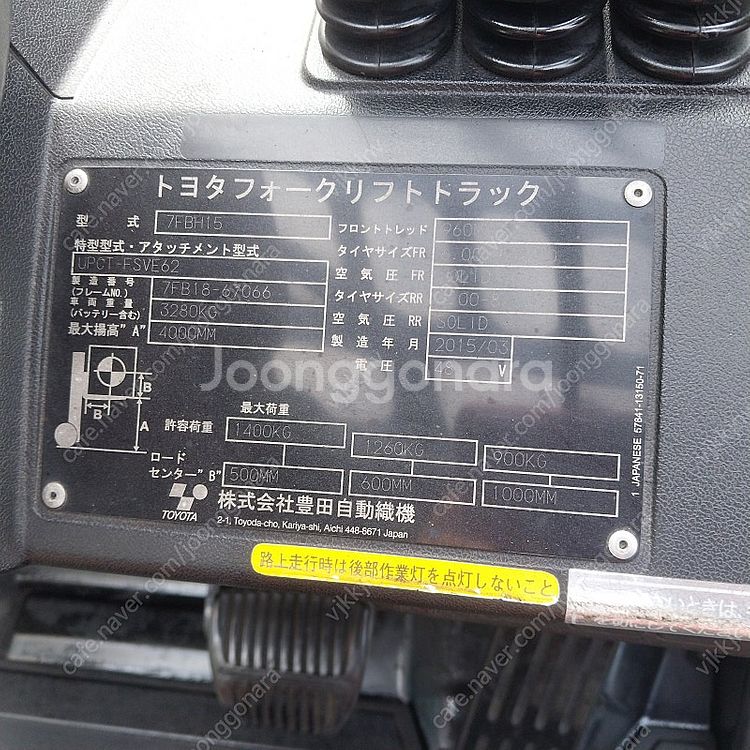 トヨタフォークリフトトラック
型 式 7FBH15
特型型式・アタッチメント型式
UPCT-FSVE62
製造番号 (フレームNO.) 7FB18-67066
車両重量 (バッテリー含む) 3280KG
最大揚高"A" 4000MM
フロントトレッド 960
タイヤサイズFR
空気圧FR
タイヤサイズRR
空気圧RR SOLID
製造年月 2015/03
電圧 48 V
B
B
A
最大荷重
許容荷重 1400KG 1260KG 900KG
ロードセンター"B" 500MM 600MM 1000MM
TOYOTA
株式会社豊田自動織機
2-1, Toyoda-cho, Kariya-shi, Aichi 448-8671 Japan
1 JAPANESE 57841-13150-71
路上走行時は後部作業灯を点灯しないこと
ときは、
Joonggonara
cafe.naver.com/joonggonara